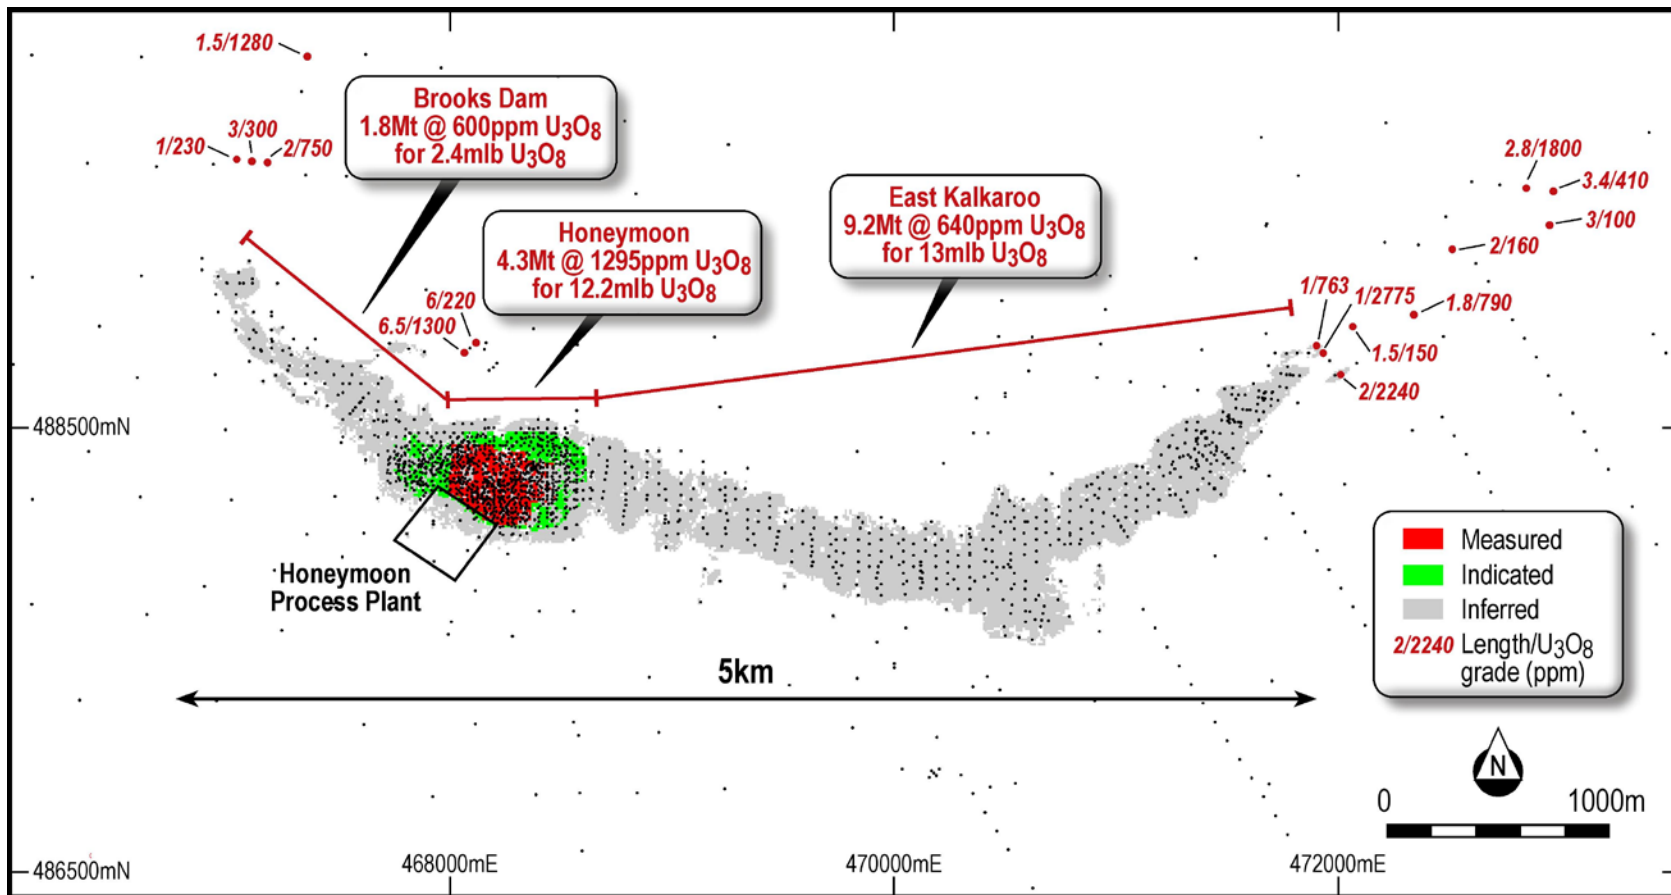 1.5/1280
Brooks Dam
1.8Mt @ 600ppm U₃O₈
for 2.4mlb U₃O₈
3/300
1/230
2/750
2.8/1800
3.4/410
3/100
2/160
East Kalkaroo
9.2Mt @ 640ppm U₃O₈
for 13mlb U₃O₈
Honeymoon
4.3Mt @ 1295ppm U₃O₈
for 12.2mlb U₃O₈
6/220
6.5/1300
1/763
1/2775
1.8/790
1.5/150
2/2240
488500mN
Honeymoon
Process Plant
Measured
Indicated
Inferred
2/2240 Length/U₃O₈
grade (ppm)
5km
N
0 1000m
486500mN
468000mE
470000mE
472000mE